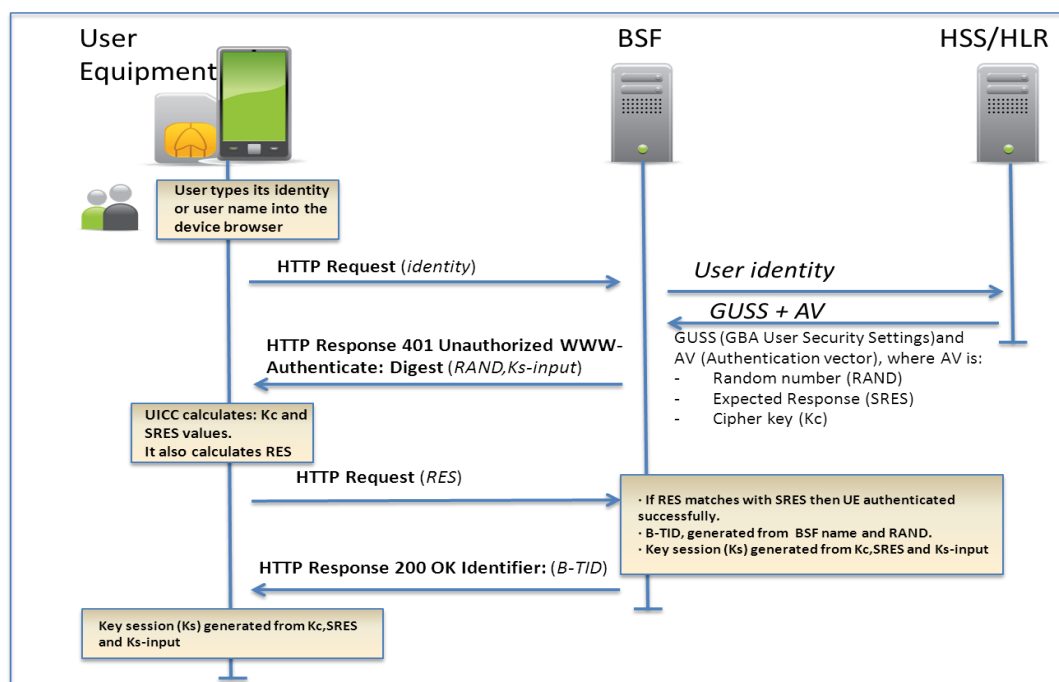 User
Equipment
BSF
HSS/HLR
User types its identity
or user name into the
device browser
HTTP Request (identity)
User identity
GUSS + AV
GUSS (GBA User Security Settings)and
AV (Authentication vector), where AV is:
- Random number (RAND)
- Expected Response (SRES)
- Cipher key (Kc)
HTTP Response 401 Unauthorized WWW-
Authenticate: Digest (RAND,Ks-input)
UICC calculates: Kc and
SRES values.
It also calculates RES
HTTP Request (RES)
· If RES matches with SRES then UE authenticated
successfully.
· B-TID, generated from BSF name and RAND.
· Key session (Ks) generated from Kc,SRES and Ks-input
HTTP Response 200 OK Identifier: (B-TID)
Key session (Ks) generated from Kc,SRES
and Ks-input